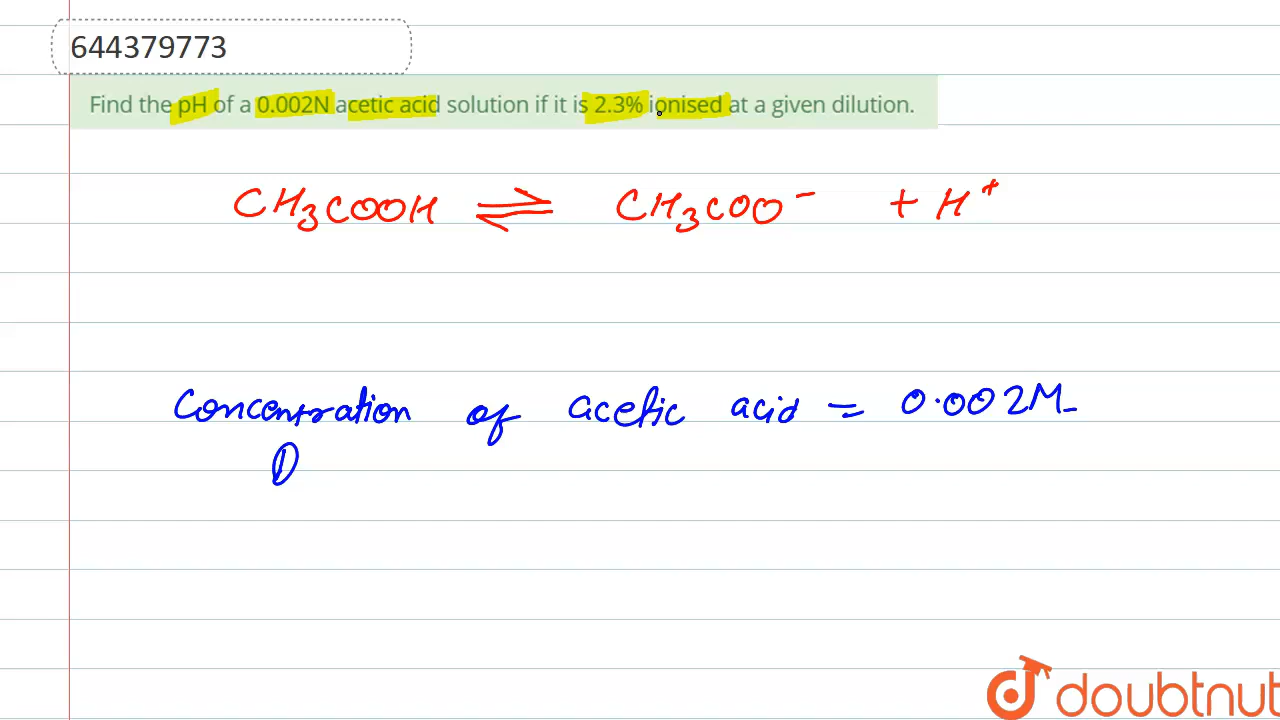 644379773
Find the pH of a 0.002N acetic acid solution if it is 2.3% ionised at a given dilution.
CH₃COOH ⇌ CH₃COO⁻ + H⁺
Concentration of acetic acid = 0.002M
D
doubtnut